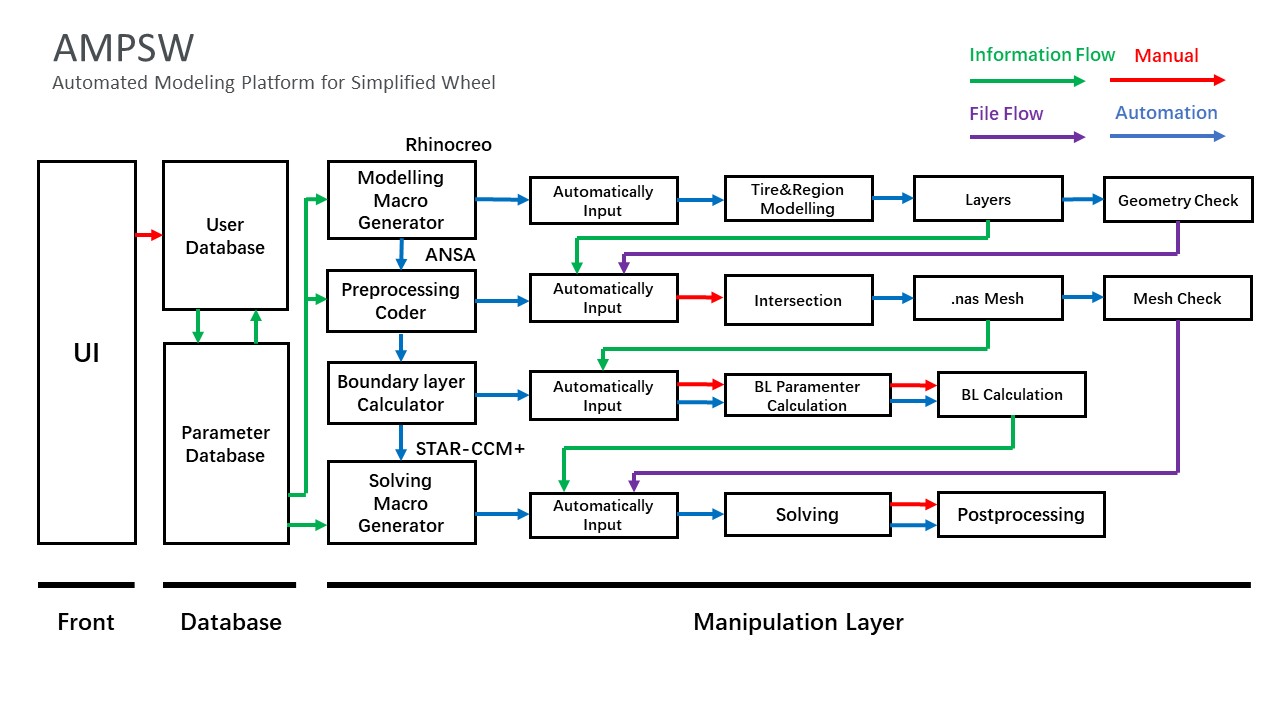 AMPSW
Automated Modeling Platform for Simplified Wheel
Information Flow
Manual
File Flow
Automation
UI
User
Database
Parameter
Database
Rhinocreo
Modelling
Macro
Generator
Automatically
Input
Tire&Region
Modelling
Layers
Geometry Check
ANSA
Preprocessing
Coder
Automatically
Input
Intersection
.nas Mesh
Mesh Check
Boundary layer
Calculator
Automatically
Input
BL Paramenter
Calculation
BL Calculation
STAR-CCM+
Solving
Macro
Generator
Automatically
Input
Solving
Postprocessing
Front
Database
Manipulation Layer